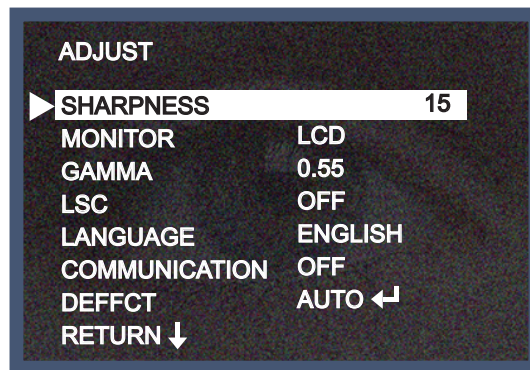 ADJUST
SHARPNESS 15
MONITOR LCD
GAMMA 0.55
LSC OFF
LANGUAGE ENGLISH
COMMUNICATION OFF
DEFFCT AUTO ↵
RETURN ↓